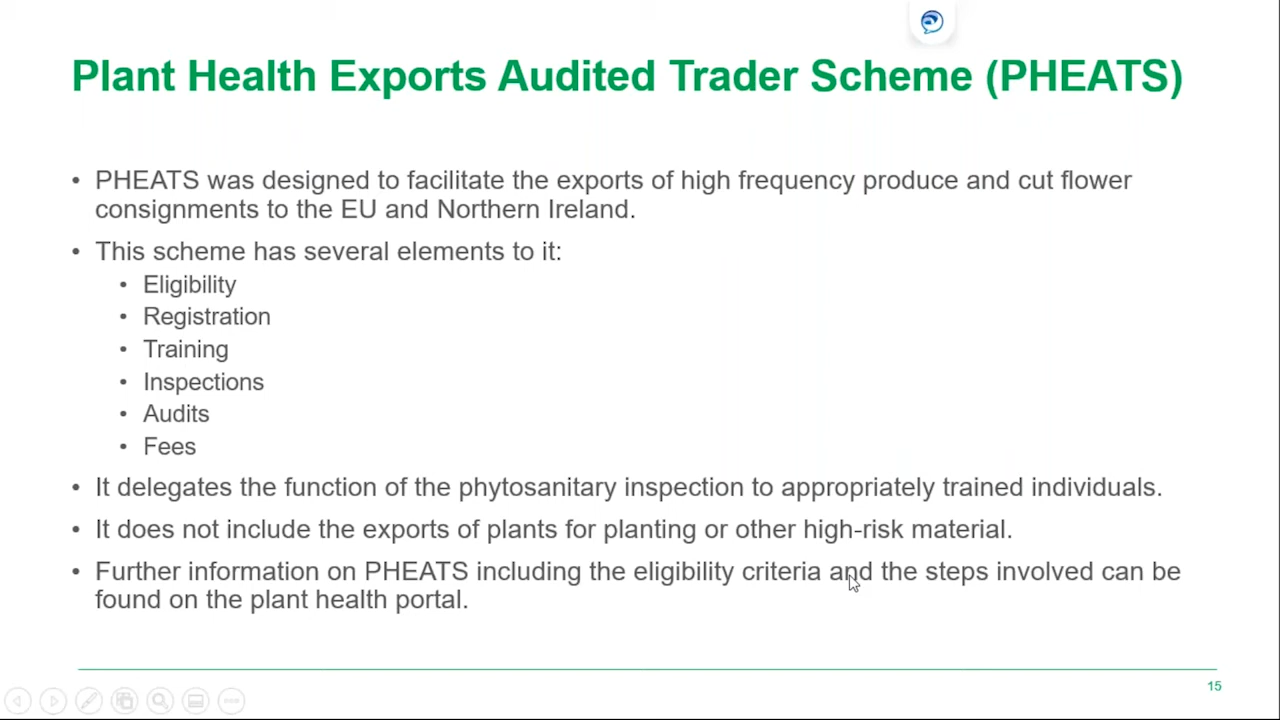 Plant Health Exports Audited Trader Scheme (PHEATS)
• PHEATS was designed to facilitate the exports of high frequency produce and cut flower
consignments to the EU and Northern Ireland.
• This scheme has several elements to it:
• Eligibility
• Registration
• Training
• Inspections
• Audits
• Fees
• It delegates the function of the phytosanitary inspection to appropriately trained individuals.
• It does not include the exports of plants for planting or other high-risk material.
• Further information on PHEATS including the eligibility criteria and the steps involved can be
found on the plant health portal.
15